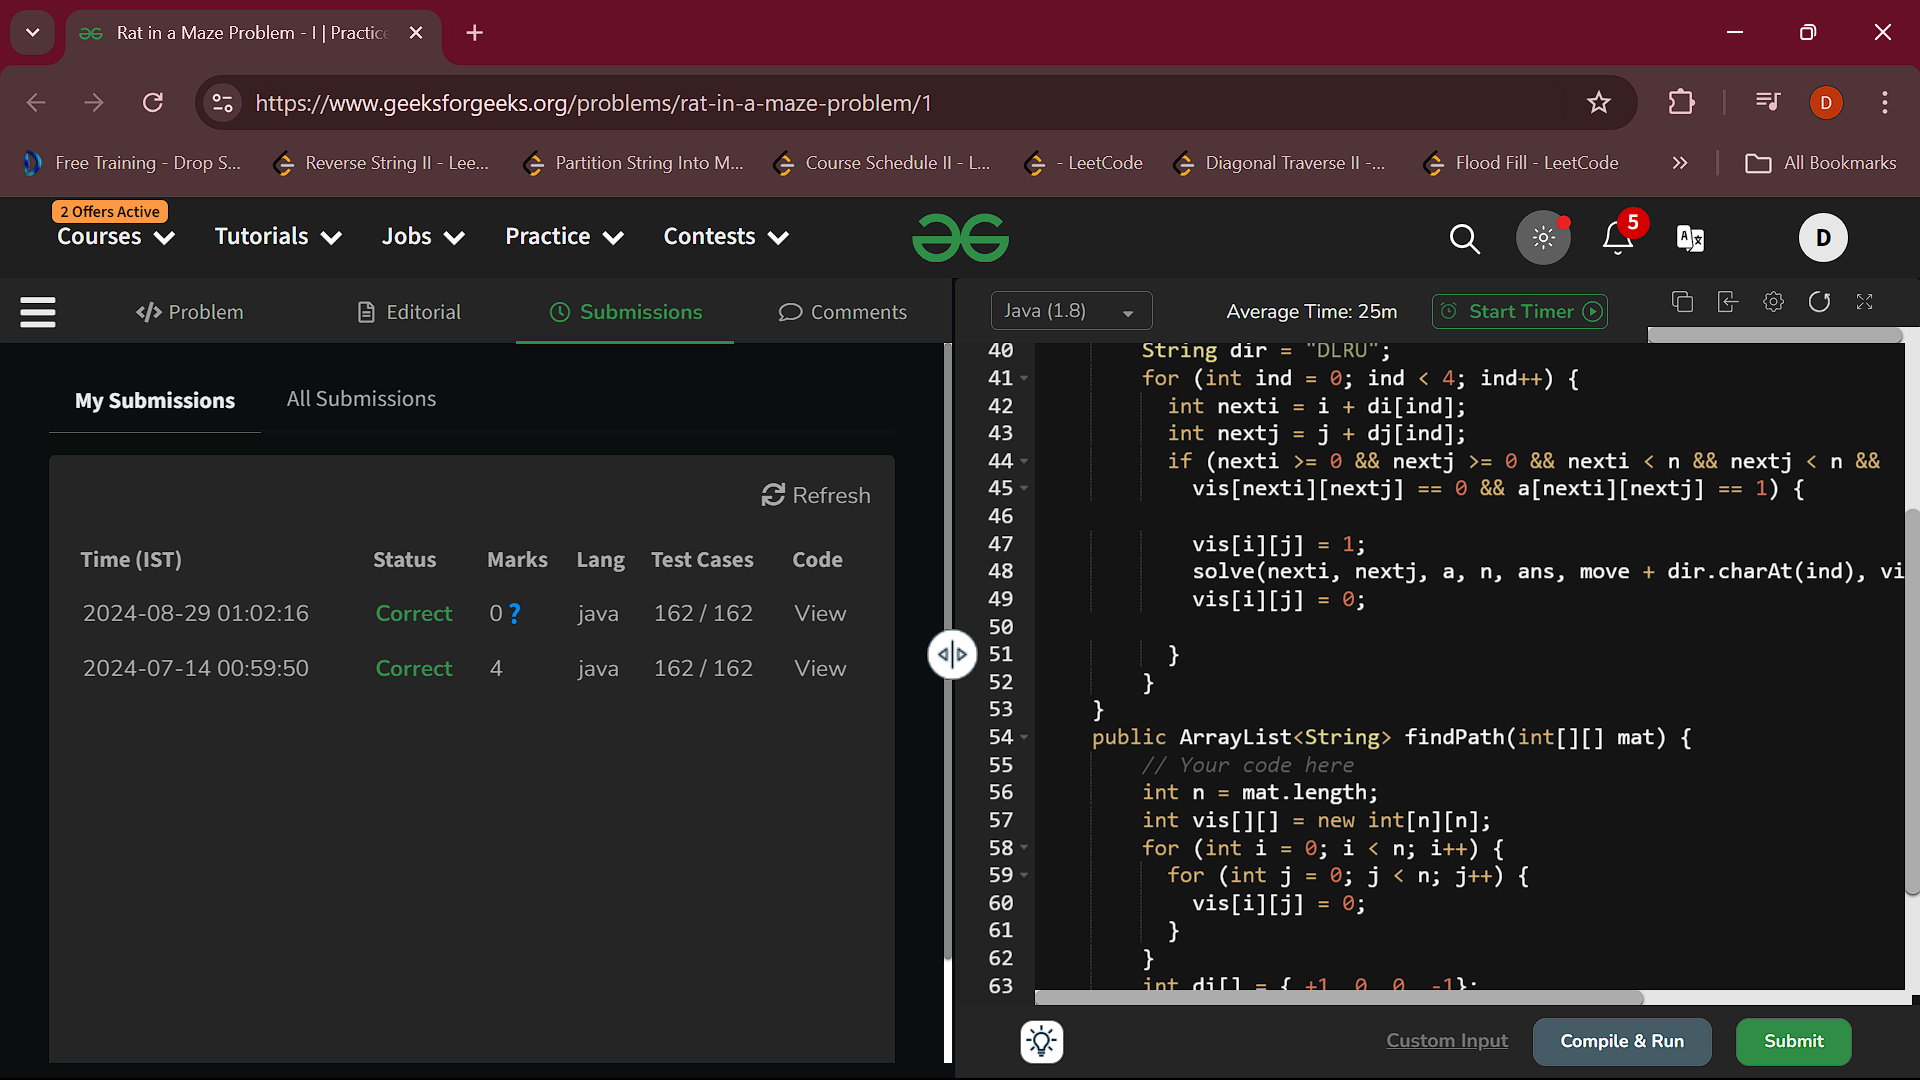 Rat in a Maze Problem - I | Practice
https://www.geeksforgeeks.org/problems/rat-in-a-maze-problem/1
D
Free Training - Drop S...
Reverse String II - Lee...
Partition String Into M...
Course Schedule II - L...
- LeetCode
Diagonal Traverse II -...
Flood Fill - LeetCode
All Bookmarks
2 Offers Active
Courses
Tutorials
Jobs
Practice
Contests
5
D
Problem
Editorial
Submissions
Comments
Java (1.8)
Average Time: 25m
Start Timer
My Submissions
All Submissions
Refresh
Time (IST) Status Marks Lang Test Cases Code
2024-08-29 01:02:16 Correct 0 ? java 162 / 162 View
2024-07-14 00:59:50 Correct 4 java 162 / 162 View
40 String dir = "DLRU";
41 for (int ind = 0; ind < 4; ind++) {
42 int nexti = i + di[ind];
43 int nextj = j + dj[ind];
44 if (nexti >= 0 && nextj >= 0 && nexti < n && nextj < n &&
45 vis[nexti][nextj] == 0 && a[nexti][nextj] == 1) {
46
47 vis[i][j] = 1;
48 solve(nexti, nextj, a, n, ans, move + dir.charAt(ind), vi
49 vis[i][j] = 0;
50
51 }
52 }
53 }
54 public ArrayList<String> findPath(int[][] mat) {
55 // Your code here
56 int n = mat.length;
57 int vis[][] = new int[n][n];
58 for (int i = 0; i < n; i++) {
59 for (int j = 0; j < n; j++) {
60 vis[i][j] = 0;
61 }
62 }
63 int di[] = { +1, 0, 0, -1};
Custom Input
Compile & Run
Submit